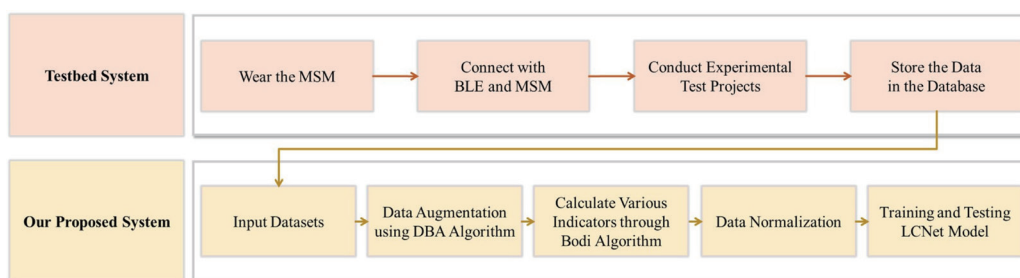 Testbed System
Wear the MSM
Connect with
BLE and MSM
Conduct Experimental
Test Projects
Store the Data
in the Database
Our Proposed System
Input Datasets
Data Augmentation
using DBA Algorithm
Calculate Various
Indicators through
Bodi Algorithm
Data Normalization
Training and Testing
LCNet Model